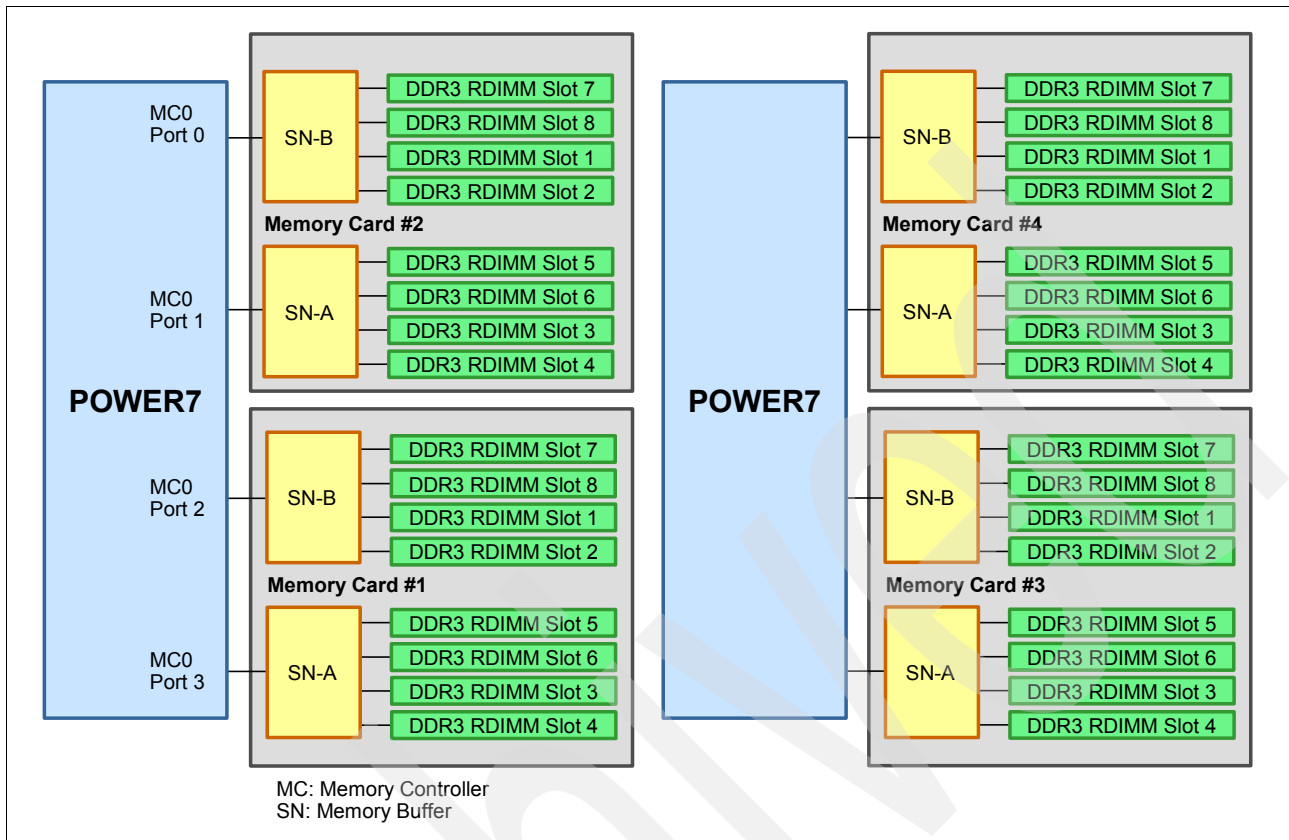 MC0
Port 0
SN-B
DDR3 RDIMM Slot 7
DDR3 RDIMM Slot 8
DDR3 RDIMM Slot 1
DDR3 RDIMM Slot 2
Memory Card #2
MC0
Port 1
SN-A
DDR3 RDIMM Slot 5
DDR3 RDIMM Slot 6
DDR3 RDIMM Slot 3
DDR3 RDIMM Slot 4
POWER7
MC0
Port 2
SN-B
DDR3 RDIMM Slot 7
DDR3 RDIMM Slot 8
DDR3 RDIMM Slot 1
DDR3 RDIMM Slot 2
Memory Card #1
MC0
Port 3
SN-A
DDR3 RDIMM Slot 5
DDR3 RDIMM Slot 6
DDR3 RDIMM Slot 3
DDR3 RDIMM Slot 4
SN-B
DDR3 RDIMM Slot 7
DDR3 RDIMM Slot 8
DDR3 RDIMM Slot 1
DDR3 RDIMM Slot 2
Memory Card #4
SN-A
DDR3 RDIMM Slot 5
DDR3 RDIMM Slot 6
DDR3 RDIMM Slot 3
DDR3 RDIMM Slot 4
POWER7
SN-B
DDR3 RDIMM Slot 7
DDR3 RDIMM Slot 8
DDR3 RDIMM Slot 1
DDR3 RDIMM Slot 2
Memory Card #3
SN-A
DDR3 RDIMM Slot 5
DDR3 RDIMM Slot 6
DDR3 RDIMM Slot 3
DDR3 RDIMM Slot 4
MC: Memory Controller
SN: Memory Buffer